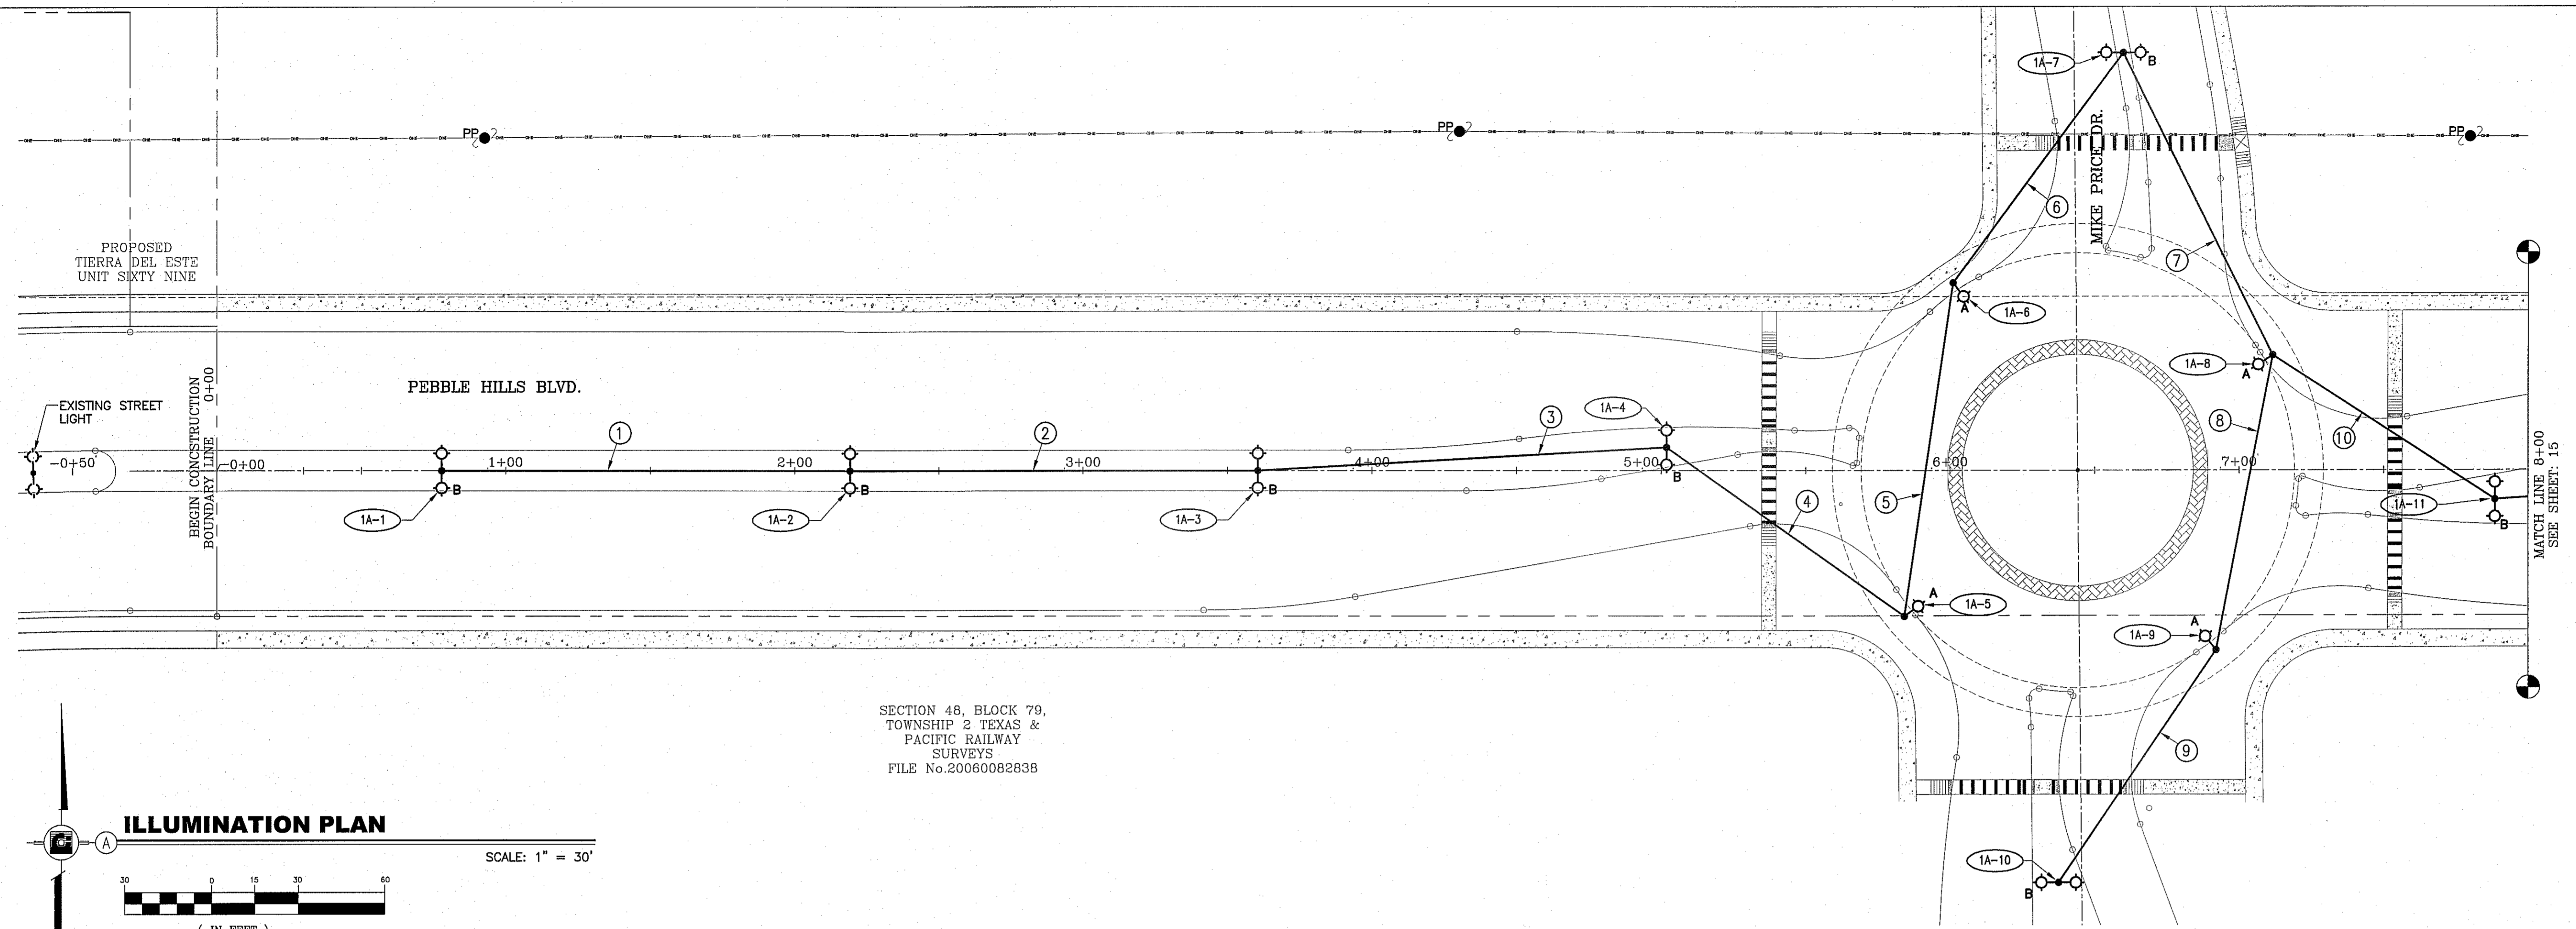 1A-7
B
PP
PP
PP
MIKE PRICE DR.
6
7
PROPOSED
TIERRA DEL ESTE
UNIT SIXTY NINE
A
1A-6
1A-8
A
PEBBLE HILLS BLVD.
BEGIN CONCSTRUCTION
BOUNDARY LINE 0+00
EXISTING STREET
LIGHT
-0+50
-0+00
1
1+00
2
2+00
3+00
3
4+00
1A-4
5+00
B
6+00
8
7+00
10
1A-1
B
1A-2
B
1A-3
B
4
5
1A-11
B
MATCH LINE 8+00
SEE SHEET: 15
A
1A-5
A
1A-9
SECTION 48, BLOCK 79,
TOWNSHIP 2 TEXAS &
PACIFIC RAILWAY
SURVEYS
FILE No.20060082838
9
1A-10
B
A
ILLUMINATION PLAN
SCALE: 1" = 30'
30 0 15 30 60
( IN FEET )